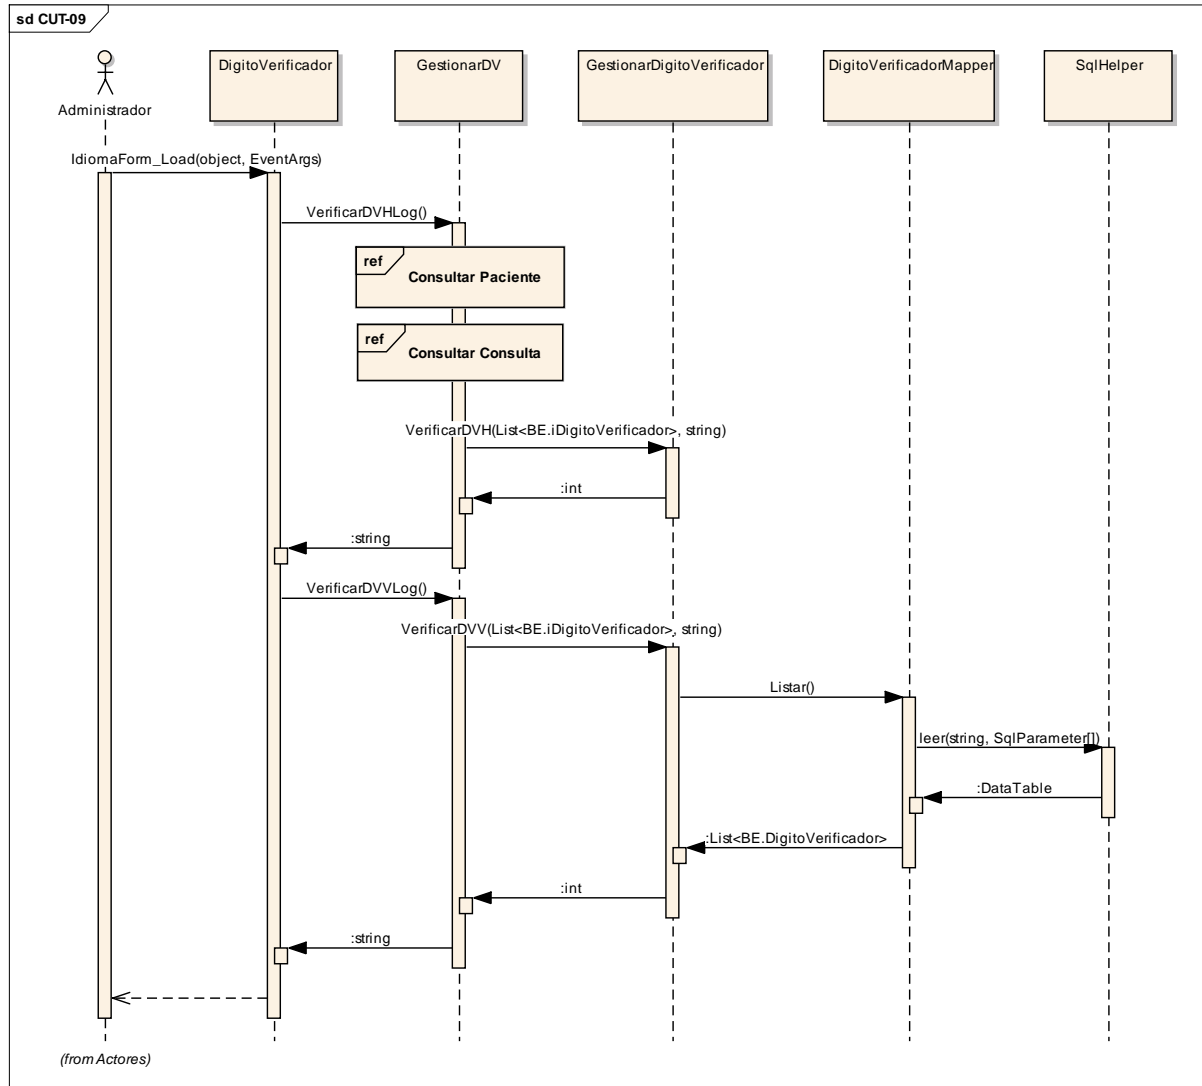 sd CUT-09
Administrador
DigitoVerificador
GestionarDV
GestionarDigitoVerificador
DigitoVerificadorMapper
SqlHelper
IdiomaForm_Load(object, EventArgs)
VerificarDVHLog()
ref
Consultar Paciente
ref
Consultar Consulta
VerificarDVH(List<BE.iDigitoVerificador>, string)
:int
:string
VerificarDVVLog()
VerificarDVV(List<BE.iDigitoVerificador>, string)
Listar()
leer(string, SqlParameter[])
:DataTable
:List<BE.DigitoVerificador>
:int
:string
(from Actores)